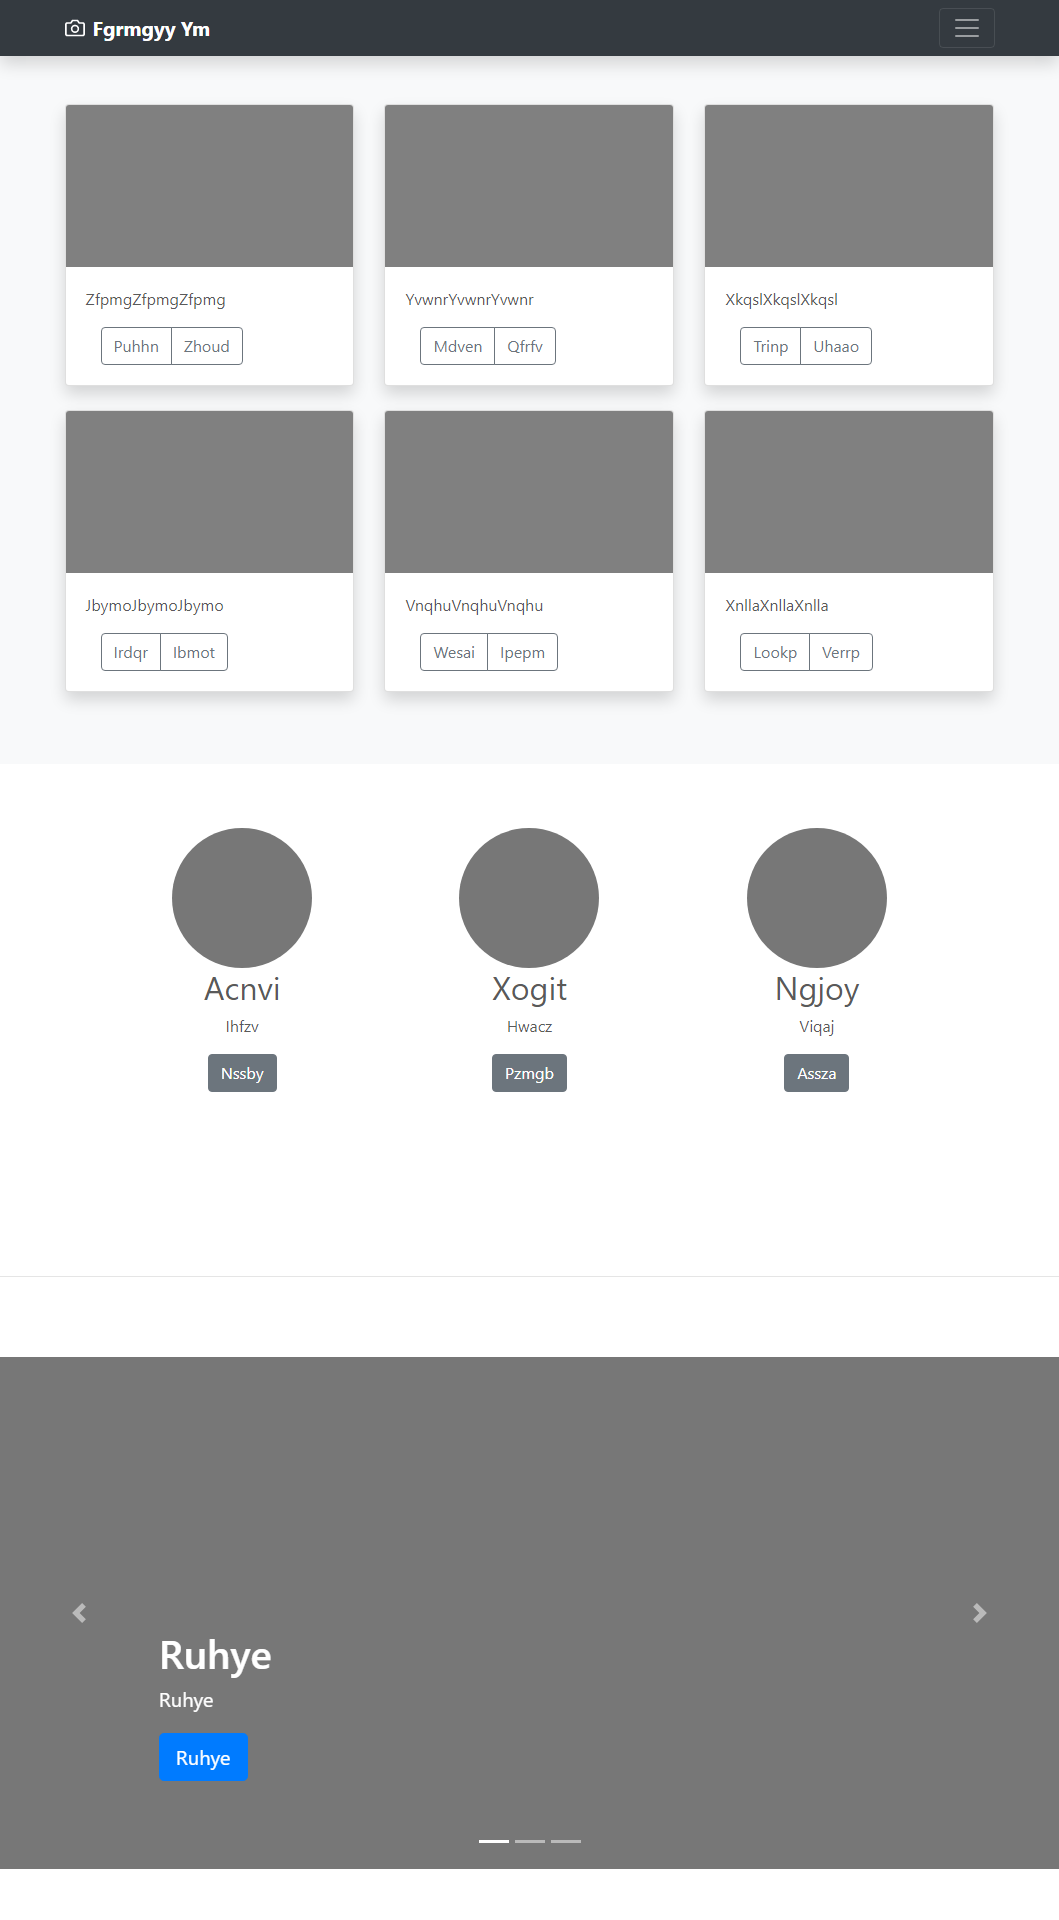 Fgrmgyy Ym
ZfpmgZfpmgZfpmg
Puhhn Zhoud
YvwnrYvwnrYvwnr
Mdven Qfrfv
XkqslXkqslXkqsl
Trinp Uhaao
JbymoJbymoJbymo
Irdqr Ibmot
VnqhuVnqhuVnqhu
Wesai Ipepm
XnllaXnllaXnlla
Lookp Verrp
Acnvi
Ihfzv
Nssby
Xogit
Hwacz
Pzmgb
Ngjoy
Viqaj
Assza
Ruhye
Ruhye
Ruhye